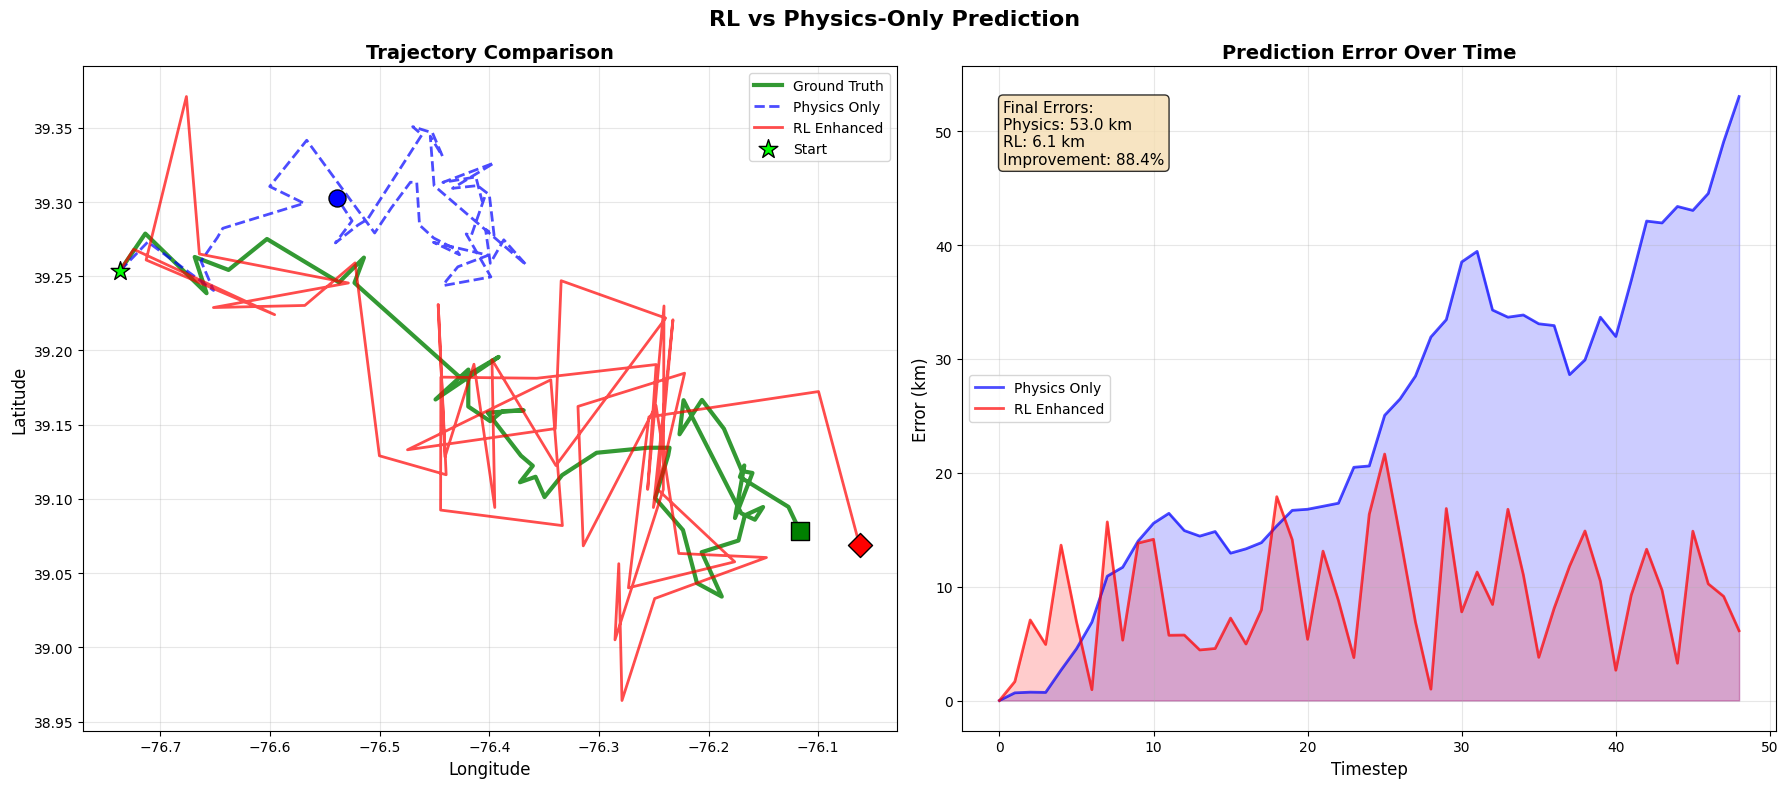 RL vs Physics-Only Prediction
Trajectory Comparison
Ground Truth
Physics Only
RL Enhanced
Start
39.35
39.30
39.25
39.20
39.15
39.10
39.05
39.00
38.95
Latitude
−76.7
−76.6
−76.5
−76.4
−76.3
−76.2
−76.1
Longitude
Prediction Error Over Time
Final Errors:
Physics: 53.0 km
RL: 6.1 km
Improvement: 88.4%
Physics Only
RL Enhanced
50
40
30
20
10
0
Error (km)
0
10
20
30
40
50
Timestep